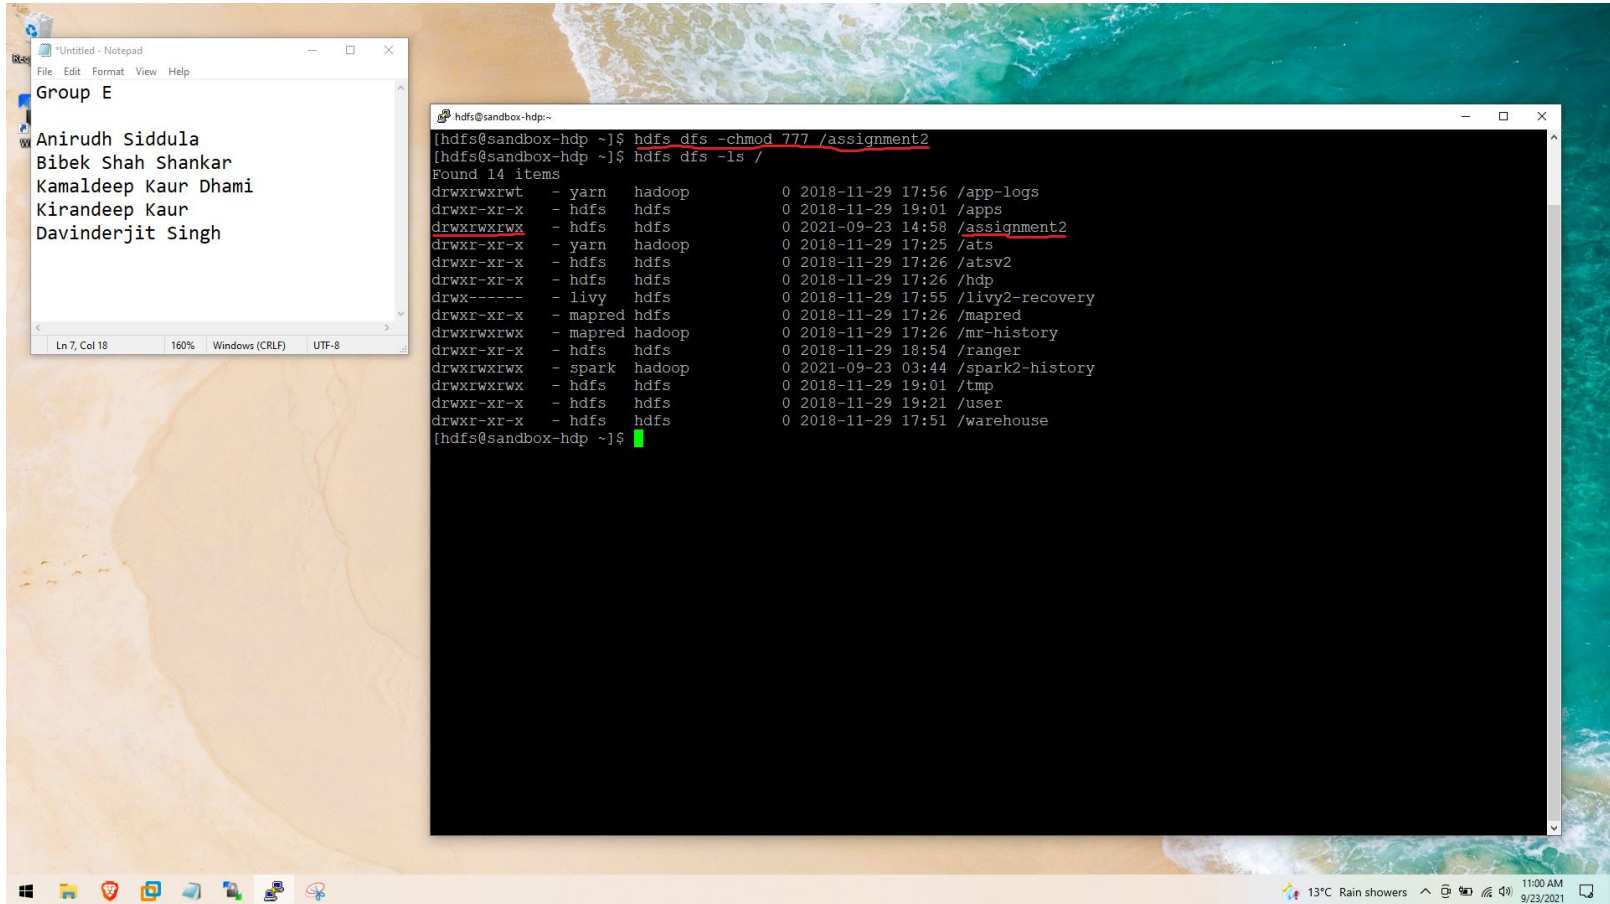 *Untitled - Notepad
File Edit Format View Help
Group E
Anirudh Siddula
Bibek Shah Shankar
Kamaldeep Kaur Dhami
Kirandeep Kaur
Davinderjit Singh
Ln 7, Col 18 160% Windows (CRLF) UTF-8
hdfs@sandbox-hdp:~
[hdfs@sandbox-hdp ~]$ hdfs dfs -chmod 777 /assignment2
[hdfs@sandbox-hdp ~]$ hdfs dfs -ls /
Found 14 items
drwxrwxrwt - yarn hadoop 0 2018-11-29 17:56 /app-logs
drwxr-xr-x - hdfs hdfs 0 2018-11-29 19:01 /apps
drwxrwxrwx - hdfs hdfs 0 2021-09-23 14:58 /assignment2
drwxr-xr-x - yarn hadoop 0 2018-11-29 17:25 /ats
drwxr-xr-x - hdfs hdfs 0 2018-11-29 17:26 /atsv2
drwxr-xr-x - hdfs hdfs 0 2018-11-29 17:26 /hdp
drwx------ - livy hdfs 0 2018-11-29 17:55 /livy2-recovery
drwxr-xr-x - mapred hdfs 0 2018-11-29 17:26 /mapred
drwxrwxrwx - mapred hadoop 0 2018-11-29 17:26 /mr-history
drwxr-xr-x - hdfs hdfs 0 2018-11-29 18:54 /ranger
drwxrwxrwx - spark hadoop 0 2021-09-23 03:44 /spark2-history
drwxrwxrwx - hdfs hdfs 0 2018-11-29 19:01 /tmp
drwxr-xr-x - hdfs hdfs 0 2018-11-29 19:21 /user
drwxr-xr-x - hdfs hdfs 0 2018-11-29 17:51 /warehouse
[hdfs@sandbox-hdp ~]$
13°C Rain showers
11:00 AM
9/23/2021